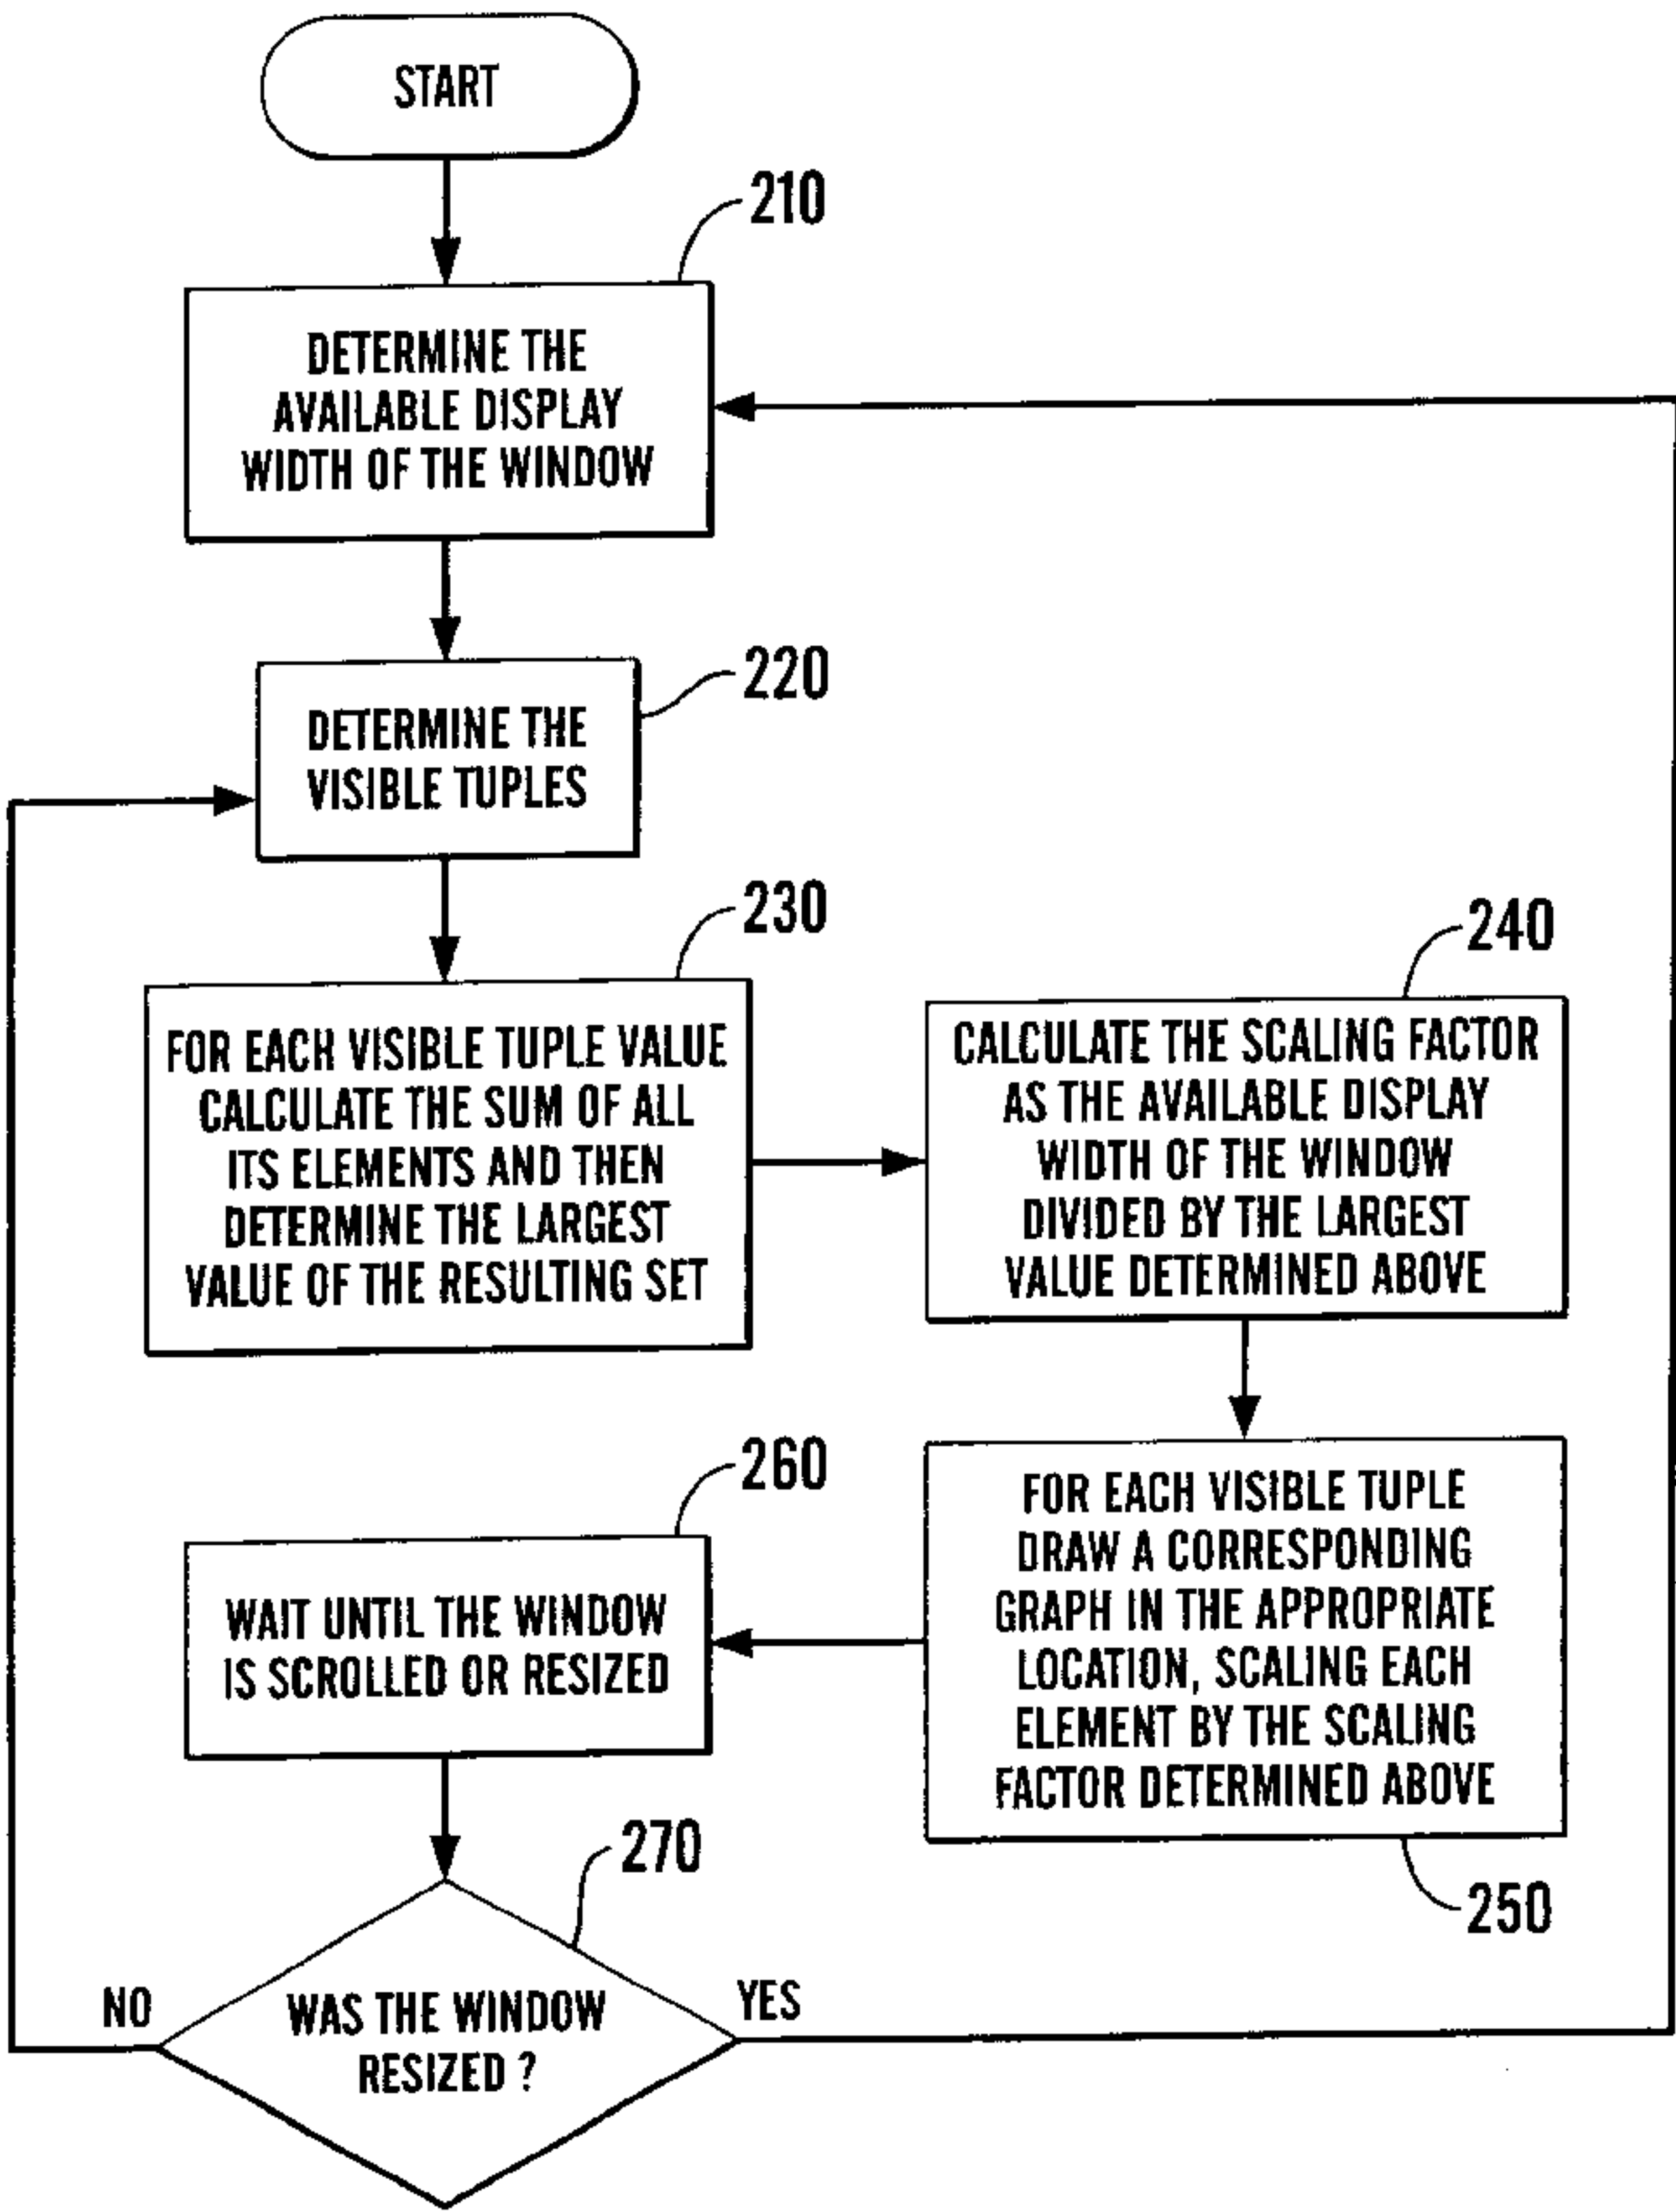 START
210
DETERMINE THE
AVAILABLE DISPLAY
WIDTH OF THE WINDOW
220
DETERMINE THE
VISIBLE TUPLES
230
FOR EACH VISIBLE TUPLE VALUE
CALCULATE THE SUM OF ALL
ITS ELEMENTS AND THEN
DETERMINE THE LARGEST
VALUE OF THE RESULTING SET
240
CALCULATE THE SCALING FACTOR
AS THE AVAILABLE DISPLAY
WIDTH OF THE WINDOW
DIVIDED BY THE LARGEST
VALUE DETERMINED ABOVE
FOR EACH VISIBLE TUPLE
DRAW A CORRESPONDING
GRAPH IN THE APPROPRIATE
LOCATION, SCALING EACH
ELEMENT BY THE SCALING
FACTOR DETERMINED ABOVE
250
260
WAIT UNTIL THE WINDOW
IS SCROLLED OR RESIZED
270
WAS THE WINDOW
RESIZED ?
NO
YES